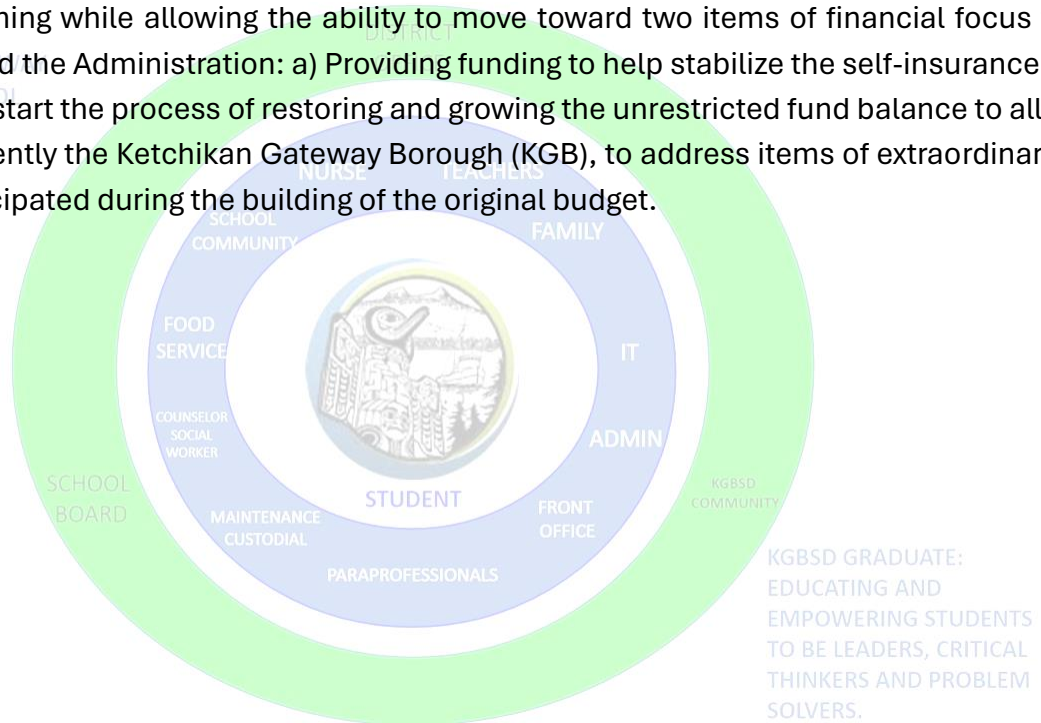 ning while allowing the ability to move toward two items of financial focus
d the Administration: a) Providing funding to help stabilize the self-insurance
start the process of restoring and growing the unrestricted fund balance to all
ently the Ketchikan Gateway Borough (KGB), to address items of extraordinar
cipated during the building of the original budget.
DISTRICT
NURSE
TEACHERS
SCHOOL
COMMUNITY
FAMILY
FOOD
SERVICE
IT
COUNSELOR
SOCIAL
WORKER
ADMIN
SCHOOL
BOARD
STUDENT
KGBSD
COMMUNITY
MAINTENANCE
CUSTODIAL
FRONT
OFFICE
PARAPROFESSIONALS
KGBSD GRADUATE:
EDUCATING AND
EMPOWERING STUDENTS
TO BE LEADERS, CRITICAL
THINKERS AND PROBLEM
SOLVERS.